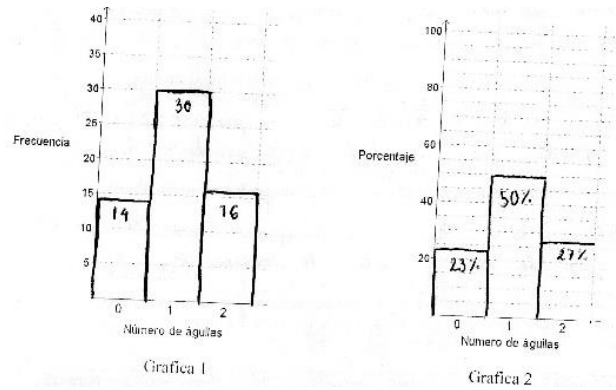 40
35
30
25
20
15
10
5
Frecuencia
30
14
16
0 1 2
Número de águilas
Grafica 1
100
80
60
40
20
Porcentaje
50%
23%
27%
0 1 2
Numero de águilas
Grafica 2